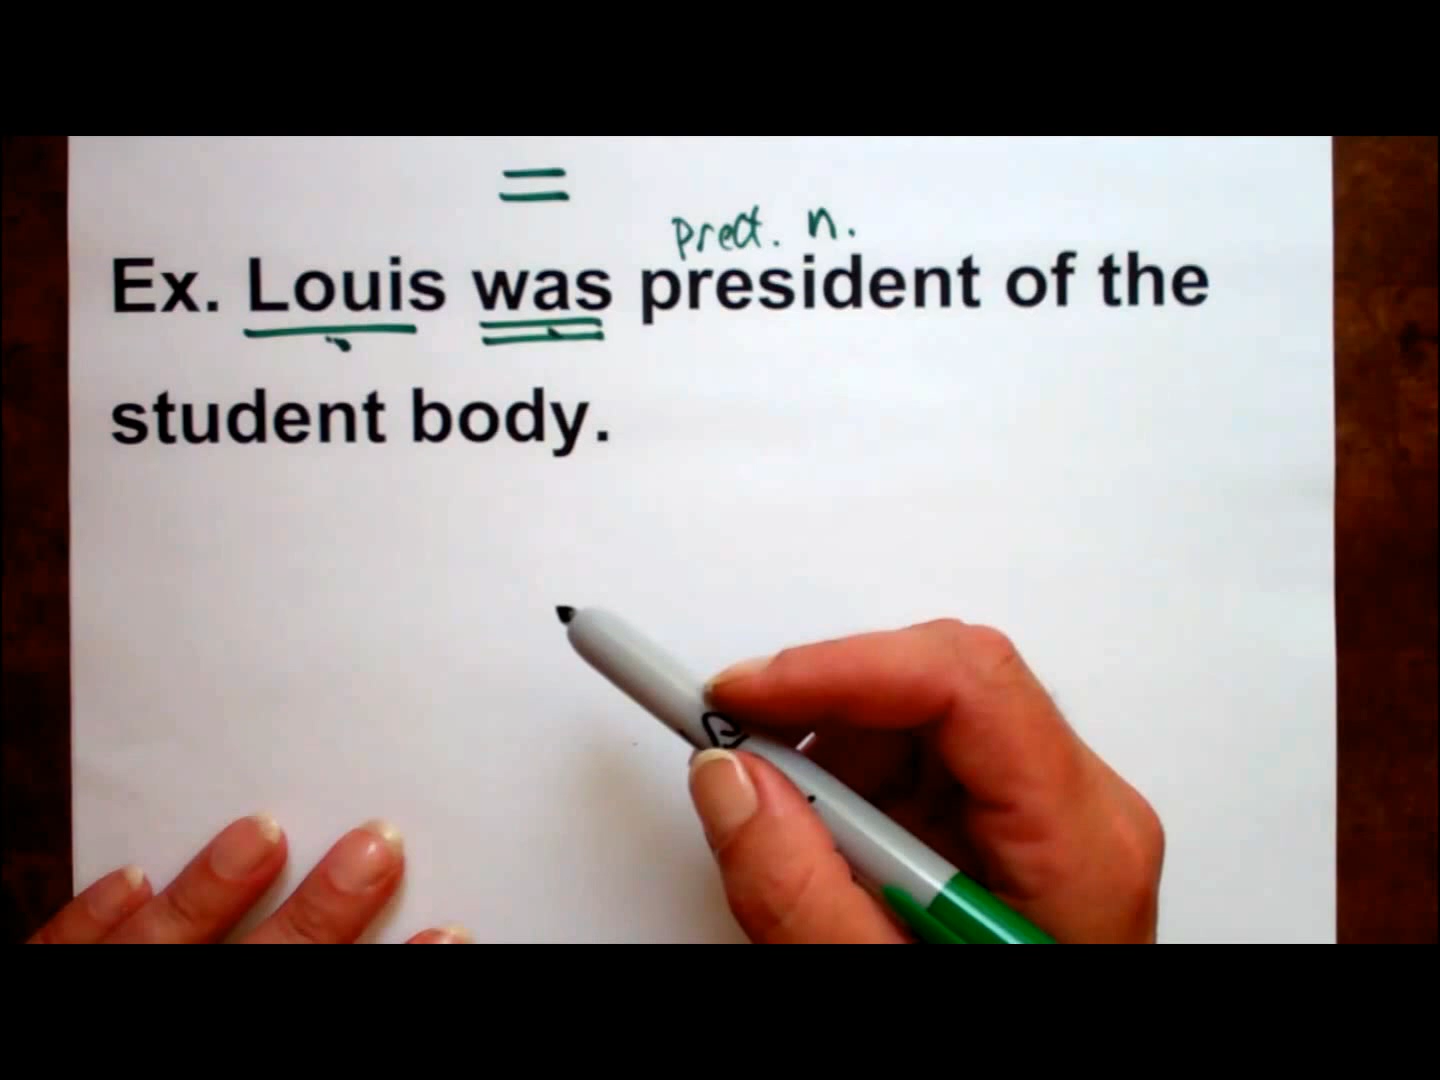 =
pred. n.
Ex. Louis was president of the
student body.